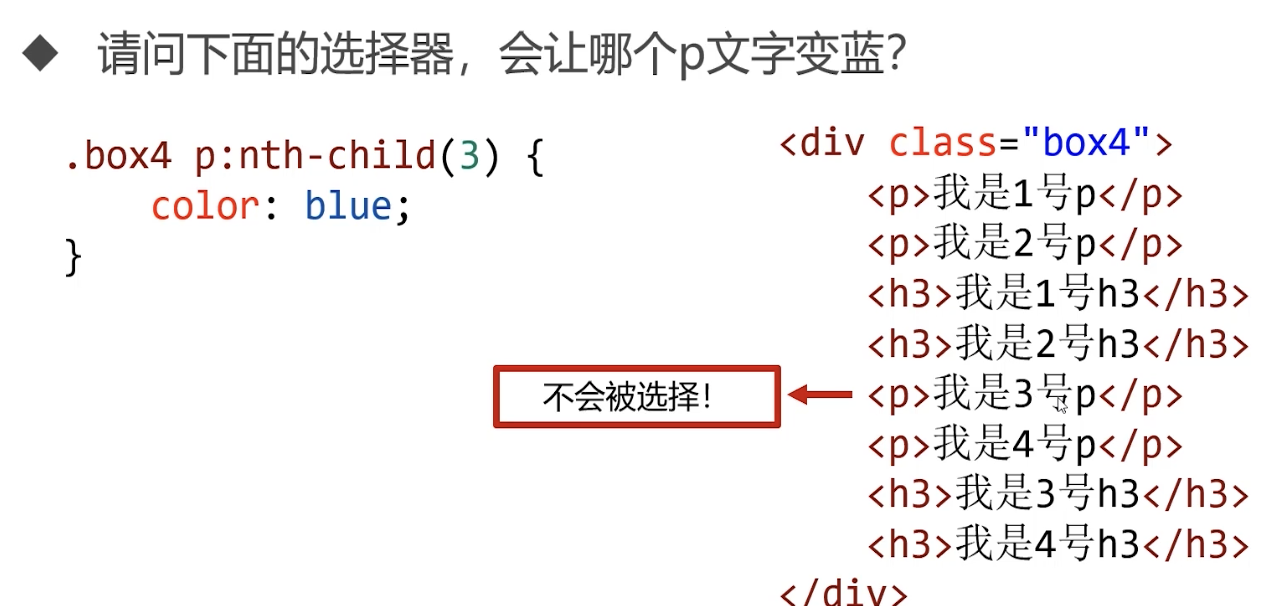 ◆ 请问下面的选择器，会让哪个p文字变蓝？
.box4 p:nth-child(3) {
color: blue;
}
<div class="box4">
<p>我是1号p</p>
<p>我是2号p</p>
<h3>我是1号h3</h3>
<h3>我是2号h3</h3>
不会被选择！
<p>我是3号p</p>
<p>我是4号p</p>
<h3>我是3号h3</h3>
<h3>我是4号h3</h3>
</div>